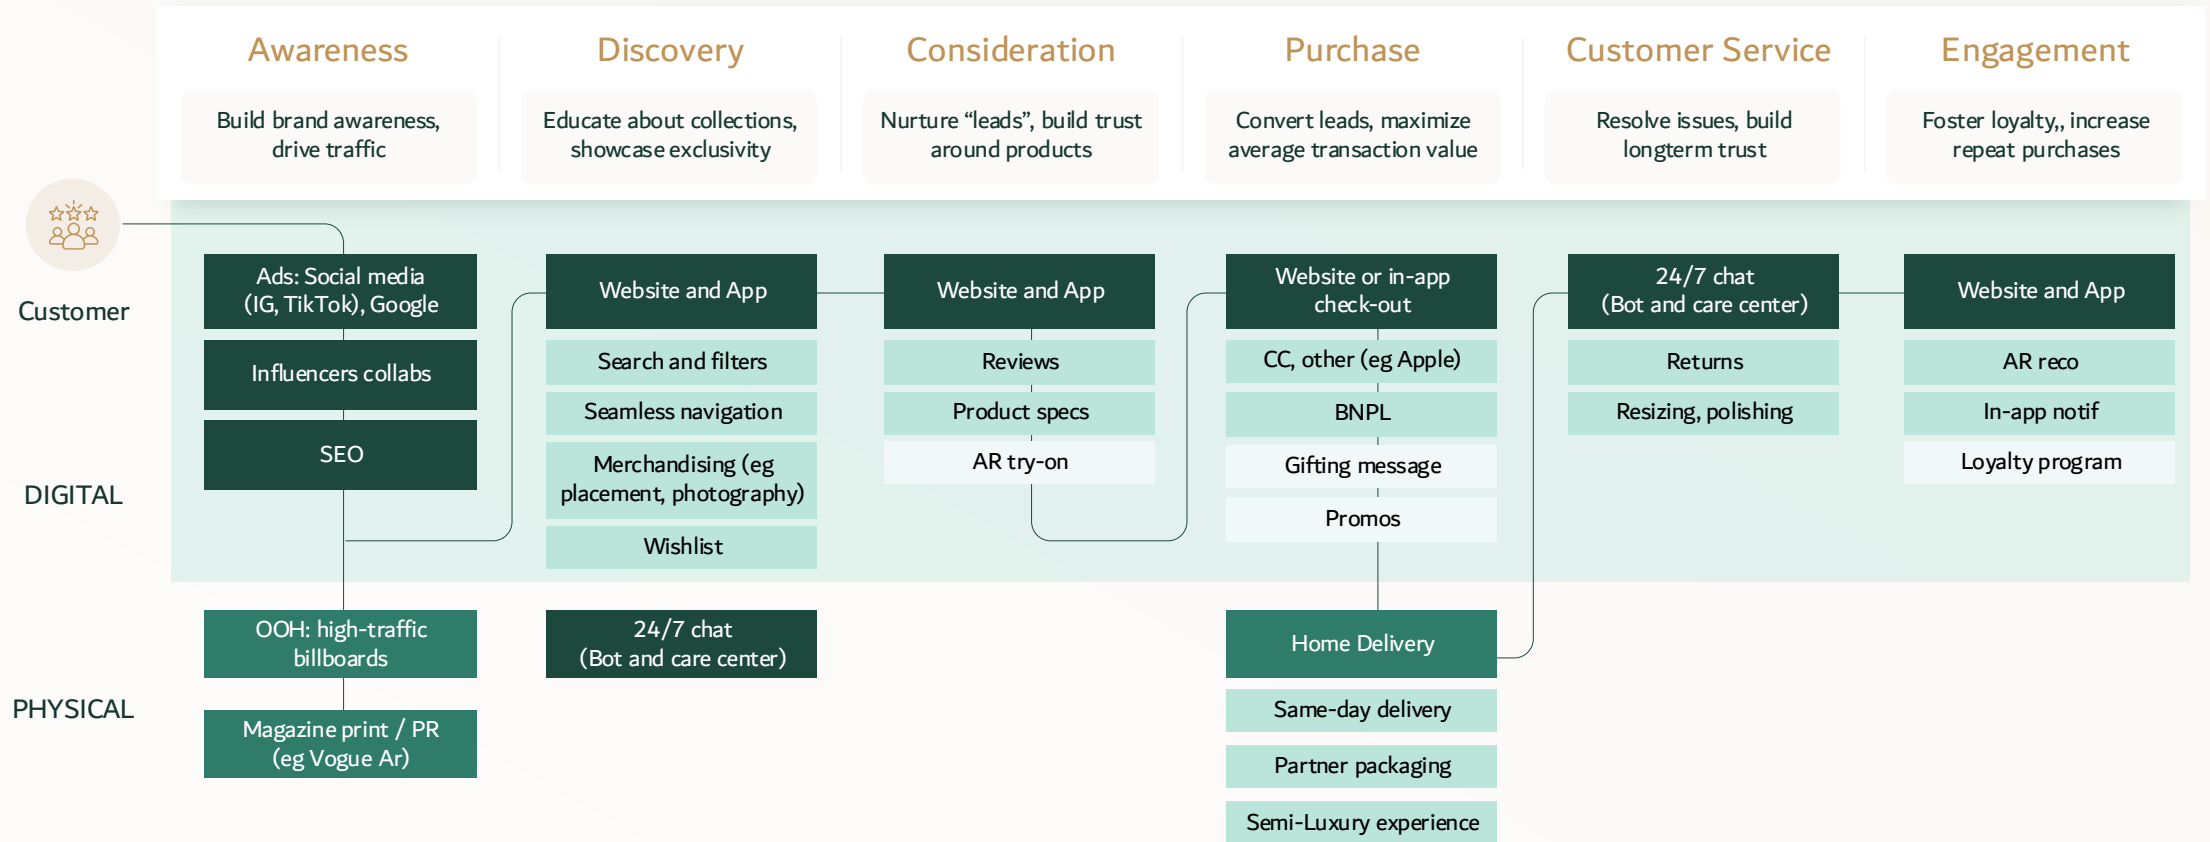 Awareness
Discovery
Consideration
Purchase
Customer Service
Engagement
Build brand awareness,
drive traffic
Educate about collections,
showcase exclusivity
Nurture “leads”, build trust
around products
Convert leads, maximize
average transaction value
Resolve issues, build
longterm trust
Foster loyalty,, increase
repeat purchases
Customer
DIGITAL
PHYSICAL
Ads: Social media
(IG, TikTok), Google
Influencers collabs
SEO
OOH: high-traffic
billboards
Magazine print / PR
(eg Vogue Ar)
Website and App
Search and filters
Seamless navigation
Merchandising (eg
placement, photography)
Wishlist
24/7 chat
(Bot and care center)
Website and App
Reviews
Product specs
AR try-on
Website or in-app
check-out
CC, other (eg Apple)
BNPL
Gifting message
Promos
Home Delivery
Same-day delivery
Partner packaging
Semi-Luxury experience
24/7 chat
(Bot and care center)
Returns
Resizing, polishing
Website and App
AR reco
In-app notif
Loyalty program